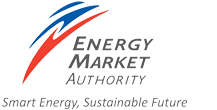 ENERGY
MARKET
AUTHORITY
Smart Energy, Sustainable Future